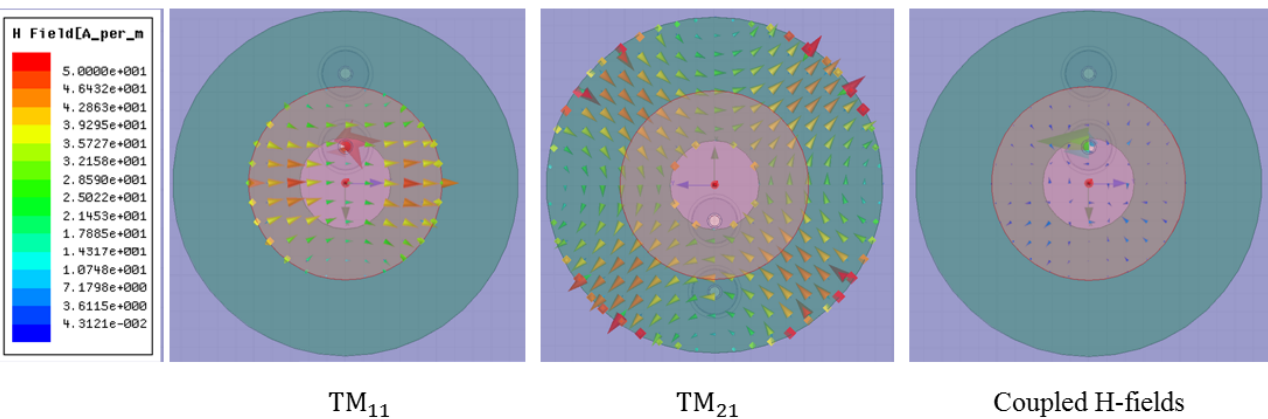 H Field[A_per_m
5.0000e+001
4.6432e+001
4.2863e+001
3.9295e+001
3.5727e+001
3.2158e+001
2.8590e+001
2.5022e+001
2.1453e+001
1.7885e+001
1.4317e+001
1.0748e+001
7.1798e+000
3.6115e+000
4.3121e-002
TM₁₁
TM₂₁
Coupled H-fields